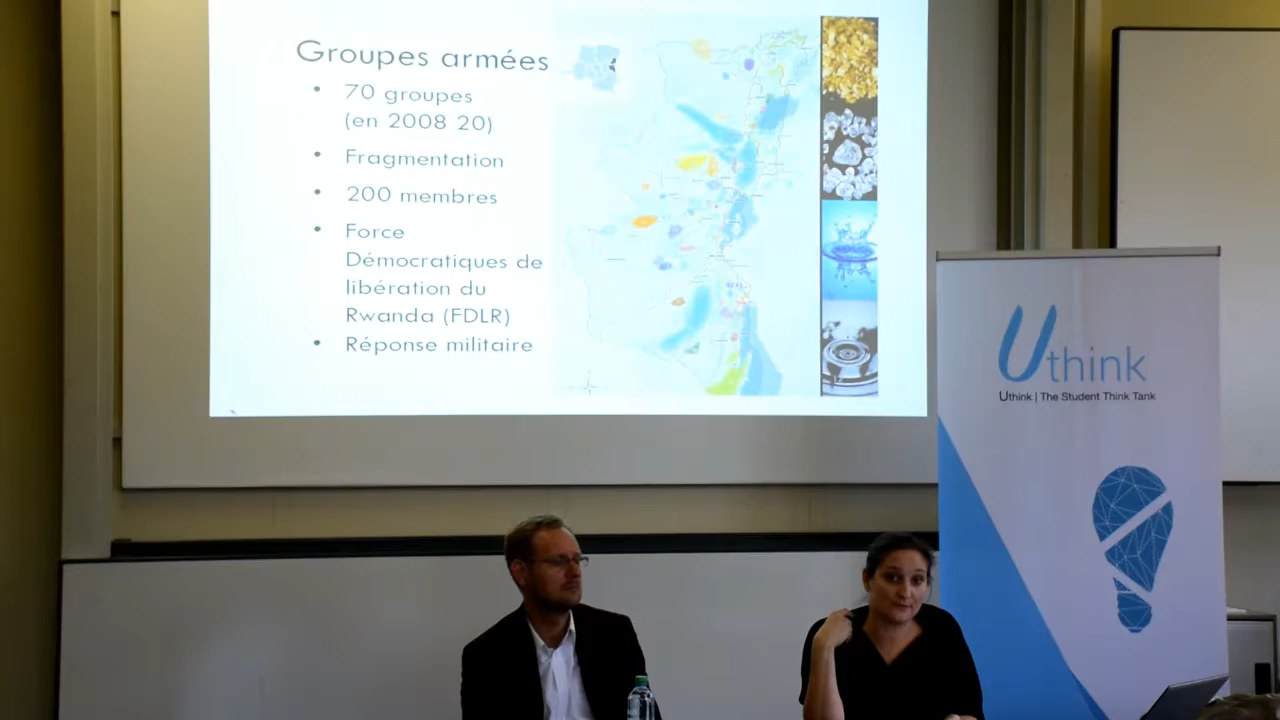 Groupes armées
• 70 groupes
(en 2008 20)
• Fragmentation
• 200 membres
• Force
Démocratiques de
libération du
Rwanda (FDLR)
• Réponse militaire
Uthink
Uthink | The Student Think Tank